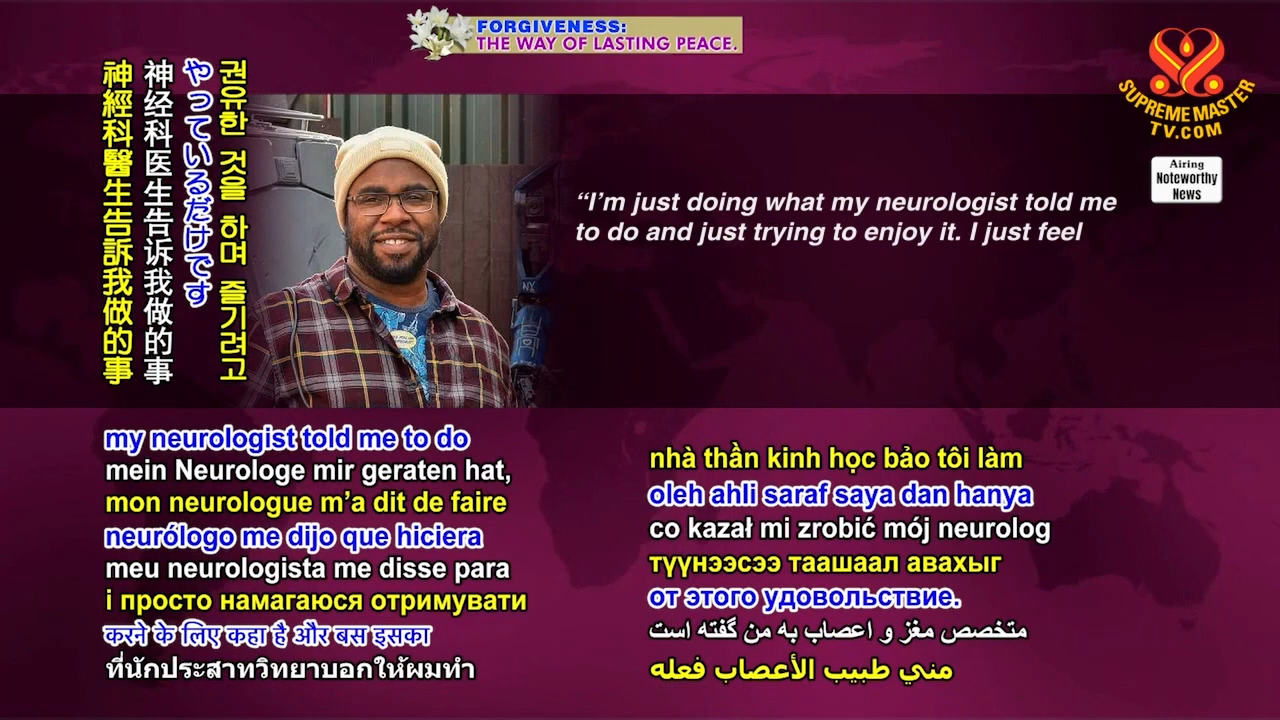 FORGIVENESS:
THE WAY OF LASTING PEACE.
SUPREME MASTER
TV.COM
Airing
Noteworthy
News
神經科醫生告訴我做的事
神经科医生告诉我做的事
やっているだけです
권유한 것을 하며 즐기려고
“I’m just doing what my neurologist told me
to do and just trying to enjoy it. I just feel
my neurologist told me to do
mein Neurologe mir geraten hat,
mon neurologue m’a dit de faire
neurólogo me dijo que hiciera
meu neurologista me disse para
і просто намагаюся отримувати
करने के लिए कहा है और बस इसका
ที่นักประสาทวิทยาบอกให้ผมทำ
nhà thần kinh học bảo tôi làm
oleh ahli saraf saya dan hanya
co kazał mi zrobić mój neurolog
түүнээсээ таашаал авахыг
от этого удовольствие.
متخصص مغز و اعصاب به من گفته است
مني طبيب الأعصاب فعله